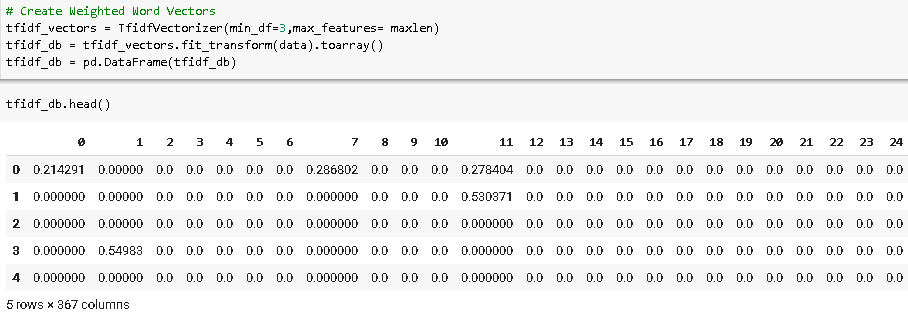 # Create Weighted Word Vectors
tfidf_vectors = TfidfVectorizer(min_df=3,max_features= maxlen)
tfidf_db = tfidf_vectors.fit_transform(data).toarray()
tfidf_db = pd.DataFrame(tfidf_db)
tfidf_db.head()
0 1 2 3 4 5 6 7 8 9 10 11 12 13 14 15 16 17 18 19 20 21 22 23 24
0 0.214291 0.00000 0.0 0.0 0.0 0.0 0.0 0.286802 0.0 0.0 0.0 0.278404 0.0 0.0 0.0 0.0 0.0 0.0 0.0 0.0 0.0 0.0 0.0 0.0 0.0
1 0.000000 0.00000 0.0 0.0 0.0 0.0 0.0 0.000000 0.0 0.0 0.0 0.530371 0.0 0.0 0.0 0.0 0.0 0.0 0.0 0.0 0.0 0.0 0.0 0.0 0.0
2 0.000000 0.00000 0.0 0.0 0.0 0.0 0.0 0.000000 0.0 0.0 0.0 0.000000 0.0 0.0 0.0 0.0 0.0 0.0 0.0 0.0 0.0 0.0 0.0 0.0 0.0
3 0.000000 0.54983 0.0 0.0 0.0 0.0 0.0 0.000000 0.0 0.0 0.0 0.000000 0.0 0.0 0.0 0.0 0.0 0.0 0.0 0.0 0.0 0.0 0.0 0.0 0.0
4 0.000000 0.00000 0.0 0.0 0.0 0.0 0.0 0.000000 0.0 0.0 0.0 0.000000 0.0 0.0 0.0 0.0 0.0 0.0 0.0 0.0 0.0 0.0 0.0 0.0 0.0
5 rows × 367 columns